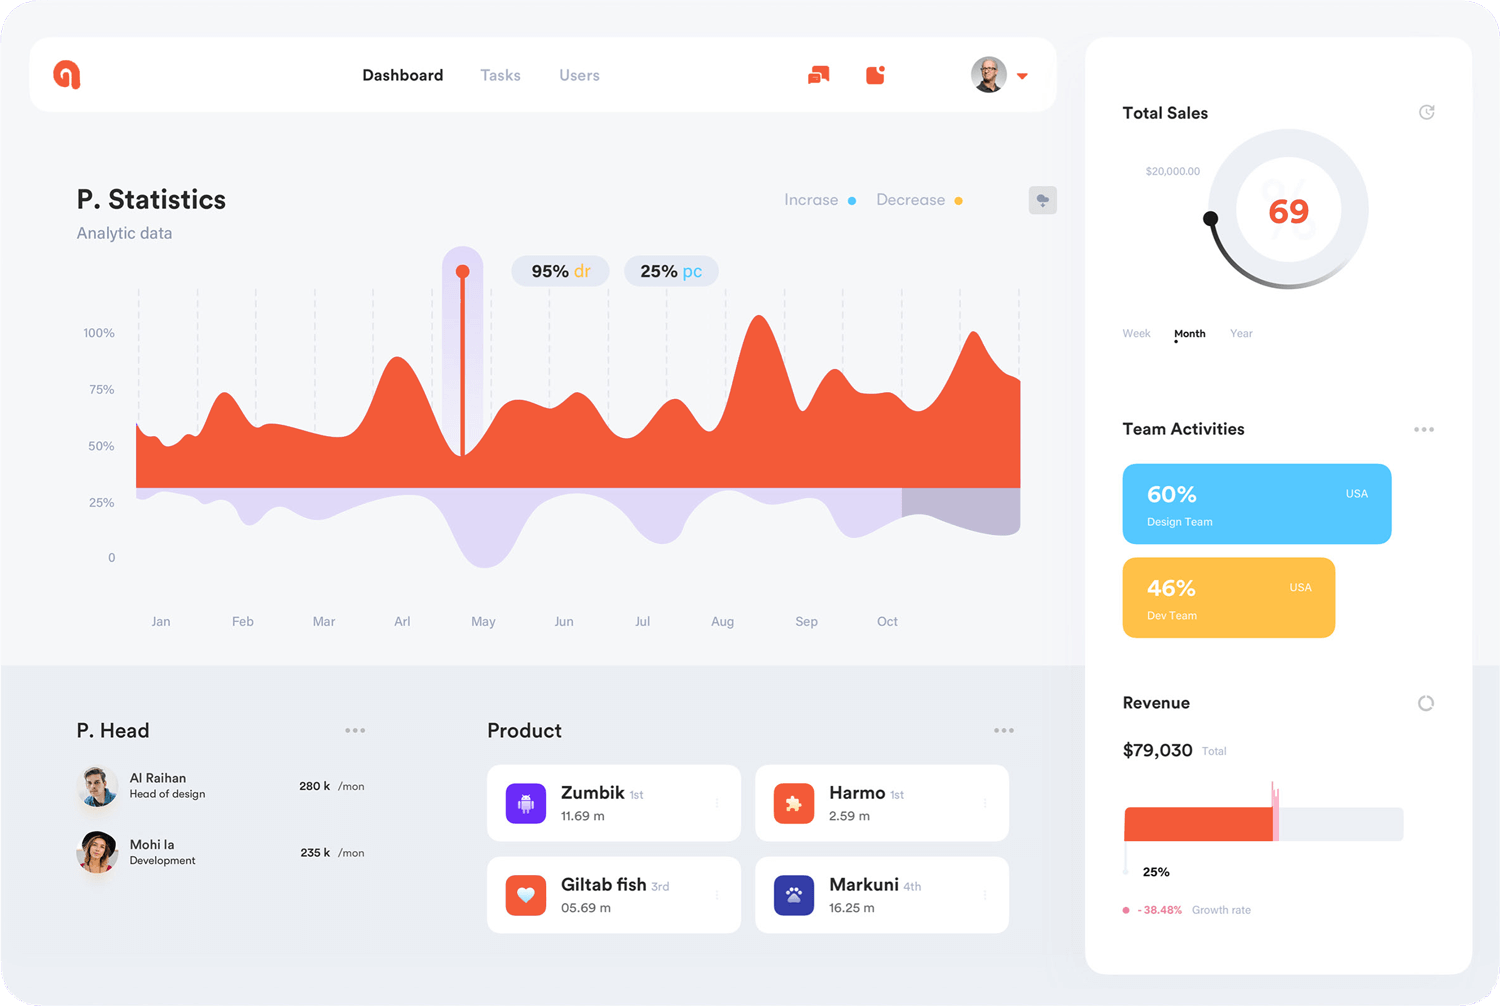 Dashboard Tasks Users
P. Statistics
Analytic data
Incrase Decrease
95% dr 25% pc
100%
75%
50%
25%
0
Jan Feb Mar Arl May Jun Jul Aug Sep Oct
P. Head
Al Raihan
Head of design
280 k /mon
Mohi la
Development
235 k /mon
Product
Zumbik 1st
11.69 m
Harmo 1st
2.59 m
Giltab fish 3rd
05.69 m
Markuni 4th
16.25 m
Total Sales
$20,000.00
%
69
Week Month Year
Team Activities
60% USA
Design Team
46% USA
Dev Team
Revenue
$79,030 Total
25%
- 38.48% Growth rate